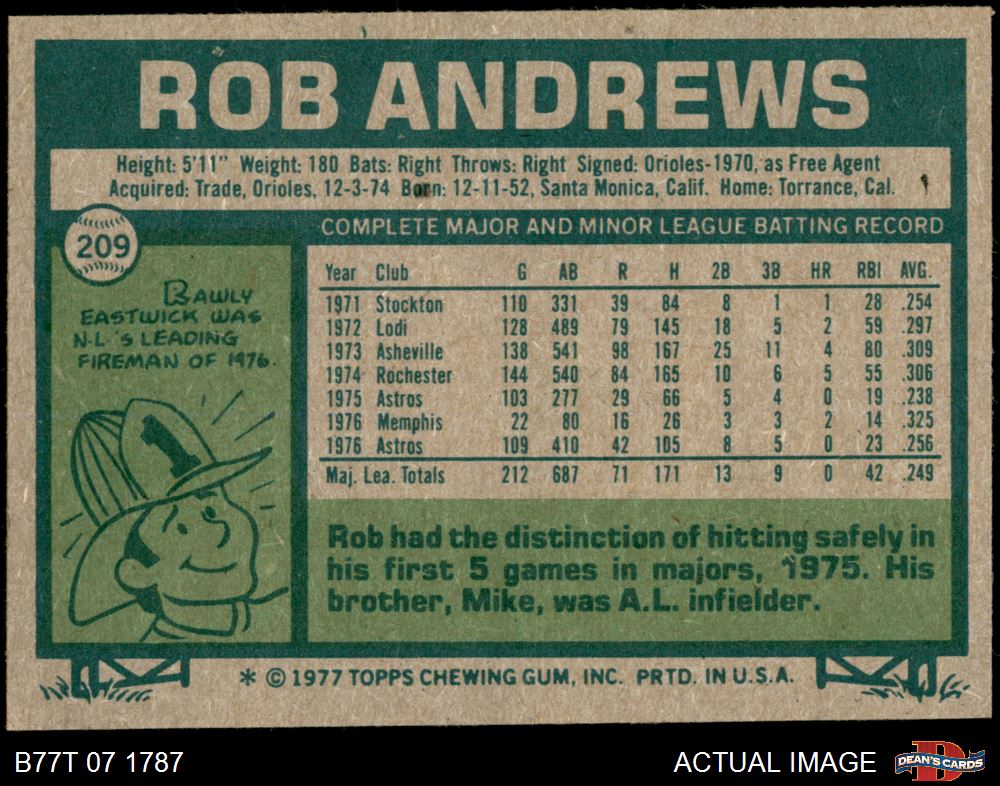 ROB ANDREWS
Height: 5'11" Weight: 180 Bats: Right Throws: Right Signed: Orioles-1970, as Free Agent
Acquired: Trade, Orioles, 12-3-74 Born: 12-11-52, Santa Monica, Calif. Home: Torrance, Cal.
209
RAWLY
EASTWICK WAS
N.L.'S LEADING
FIREMAN OF 1976.
1
COMPLETE MAJOR AND MINOR LEAGUE BATTING RECORD
Year Club G AB R H 2B 3B HR RBI AVG.
1971 Stockton 110 331 39 84 8 1 1 28 .254
1972 Lodi 128 489 79 145 18 5 2 59 .297
1973 Asheville 138 541 98 167 25 11 4 80 .309
1974 Rochester 144 540 84 165 10 6 5 55 .306
1975 Astros 103 277 29 66 5 4 0 19 .238
1976 Memphis 22 80 16 26 3 3 2 14 .325
1976 Astros 109 410 42 105 8 5 0 23 .256
Maj. Lea. Totals 212 687 71 171 13 9 0 42 .249
Rob had the distinction of hitting safely in
his first 5 games in majors, 1975. His
brother, Mike, was A.L. infielder.
* © 1977 TOPPS CHEWING GUM, INC. PRTD. IN U.S.A.
B77T 07 1787
ACTUAL IMAGE
D
DEAN'S CARDS